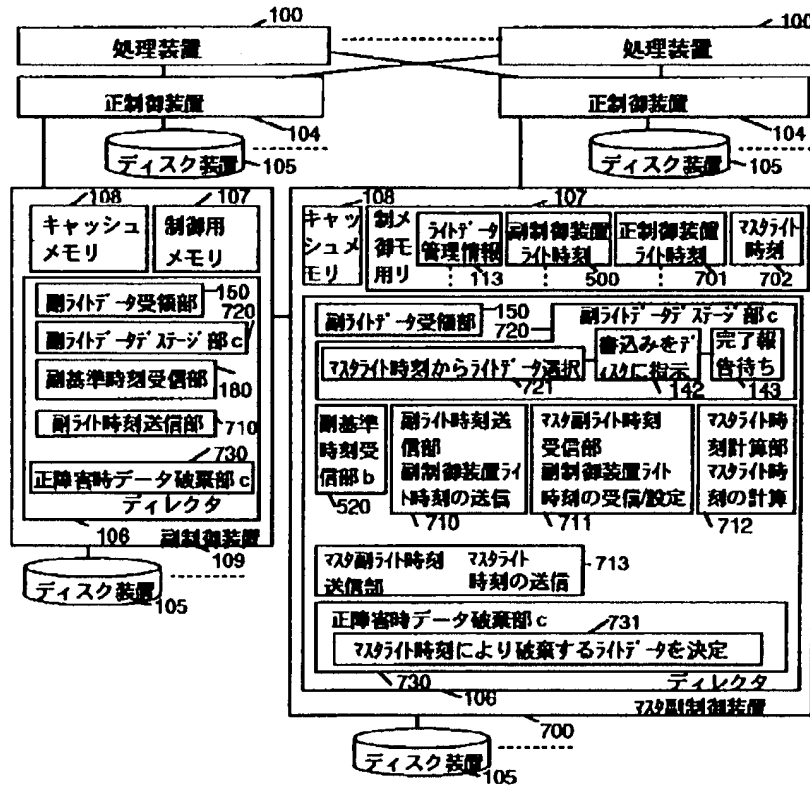 100
処理装置
100
処理装置
正制御装置
104
正制御装置
104
ディスク装置
105
ディスク装置
105
108
107
キャッシュ
メモリ
制御用
メモリ
150
副ライトデータ受領部
720
副ライトデータデステージ部c
副基準時刻受信部
180
副ライト時刻送信部
710
730
正障害時データ破棄部c
ディレクタ
106
副制御装置
109
ディスク装置
105
108
107
キャッ
シュメ
モリ
制メ
御モ
用リ
ライトデータ
管理情報
113
副制御装置
ライト時刻
500
正制御装置
ライト時刻
701
マスタライト
時刻
702
150
副ライトデータ受領部
720
副ライトデータデステージ部c
マスタライト時刻からライトデータ選択
721
書込みをデ
ィスクに指示
142
完了報
告待ち
143
副基準
時刻受
信部b
520
副ライト時刻送
信部
副制御装置ライ
ト時刻の送信
710
マスタ副ライト時刻
受信部
副制御装置ライト
時刻の受信/設定
711
マスタライト時
刻計算部
マスタライト時
刻の計算
712
マスタ副ライト時刻
送信部
マスタライト
時刻の送信
713
正障害時データ破棄部c
731
マスタライト時刻により破棄するライトデータを決定
730
ディレクタ
106
マスタ副制御装置
700
ディスク装置
105